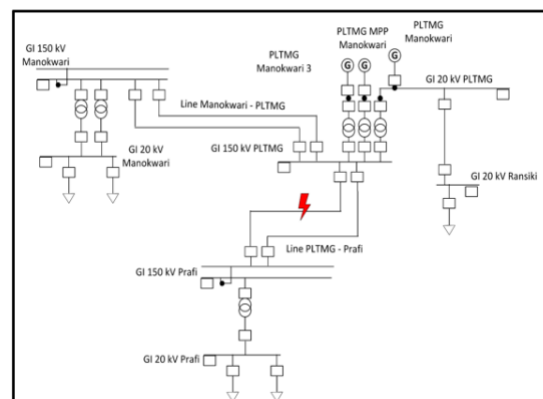 GI 150 kV
Manokwari
PLTMG
Manokwari 3
PLTMG MPP
Manokwari
PLTMG
Manokwari
G
G
G
GI 20 kV PLTMG
Line Manokwari - PLTMG
GI 150 kV PLTMG
GI 20 kV
Manokwari
GI 20 kV Ransiki
Line PLTMG - Prafi
GI 150 kV Prafi
GI 20 kV Prafi